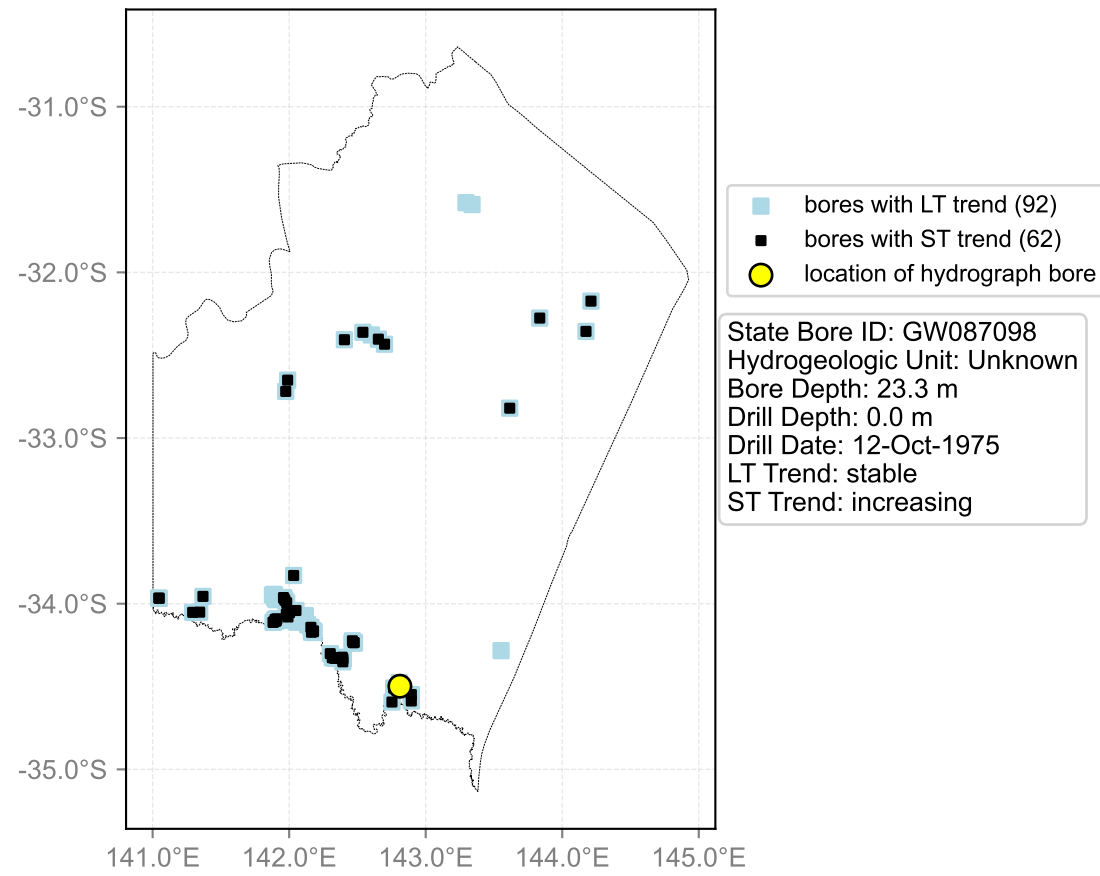 -31.0°S
-32.0°S
-33.0°S
-34.0°S
-35.0°S
141.0°E 142.0°E 143.0°E 144.0°E 145.0°E
bores with LT trend (92)
bores with ST trend (62)
location of hydrograph bore
State Bore ID: GW087098
Hydrogeologic Unit: Unknown
Bore Depth: 23.3 m
Drill Depth: 0.0 m
Drill Date: 12-Oct-1975
LT Trend: stable
ST Trend: increasing